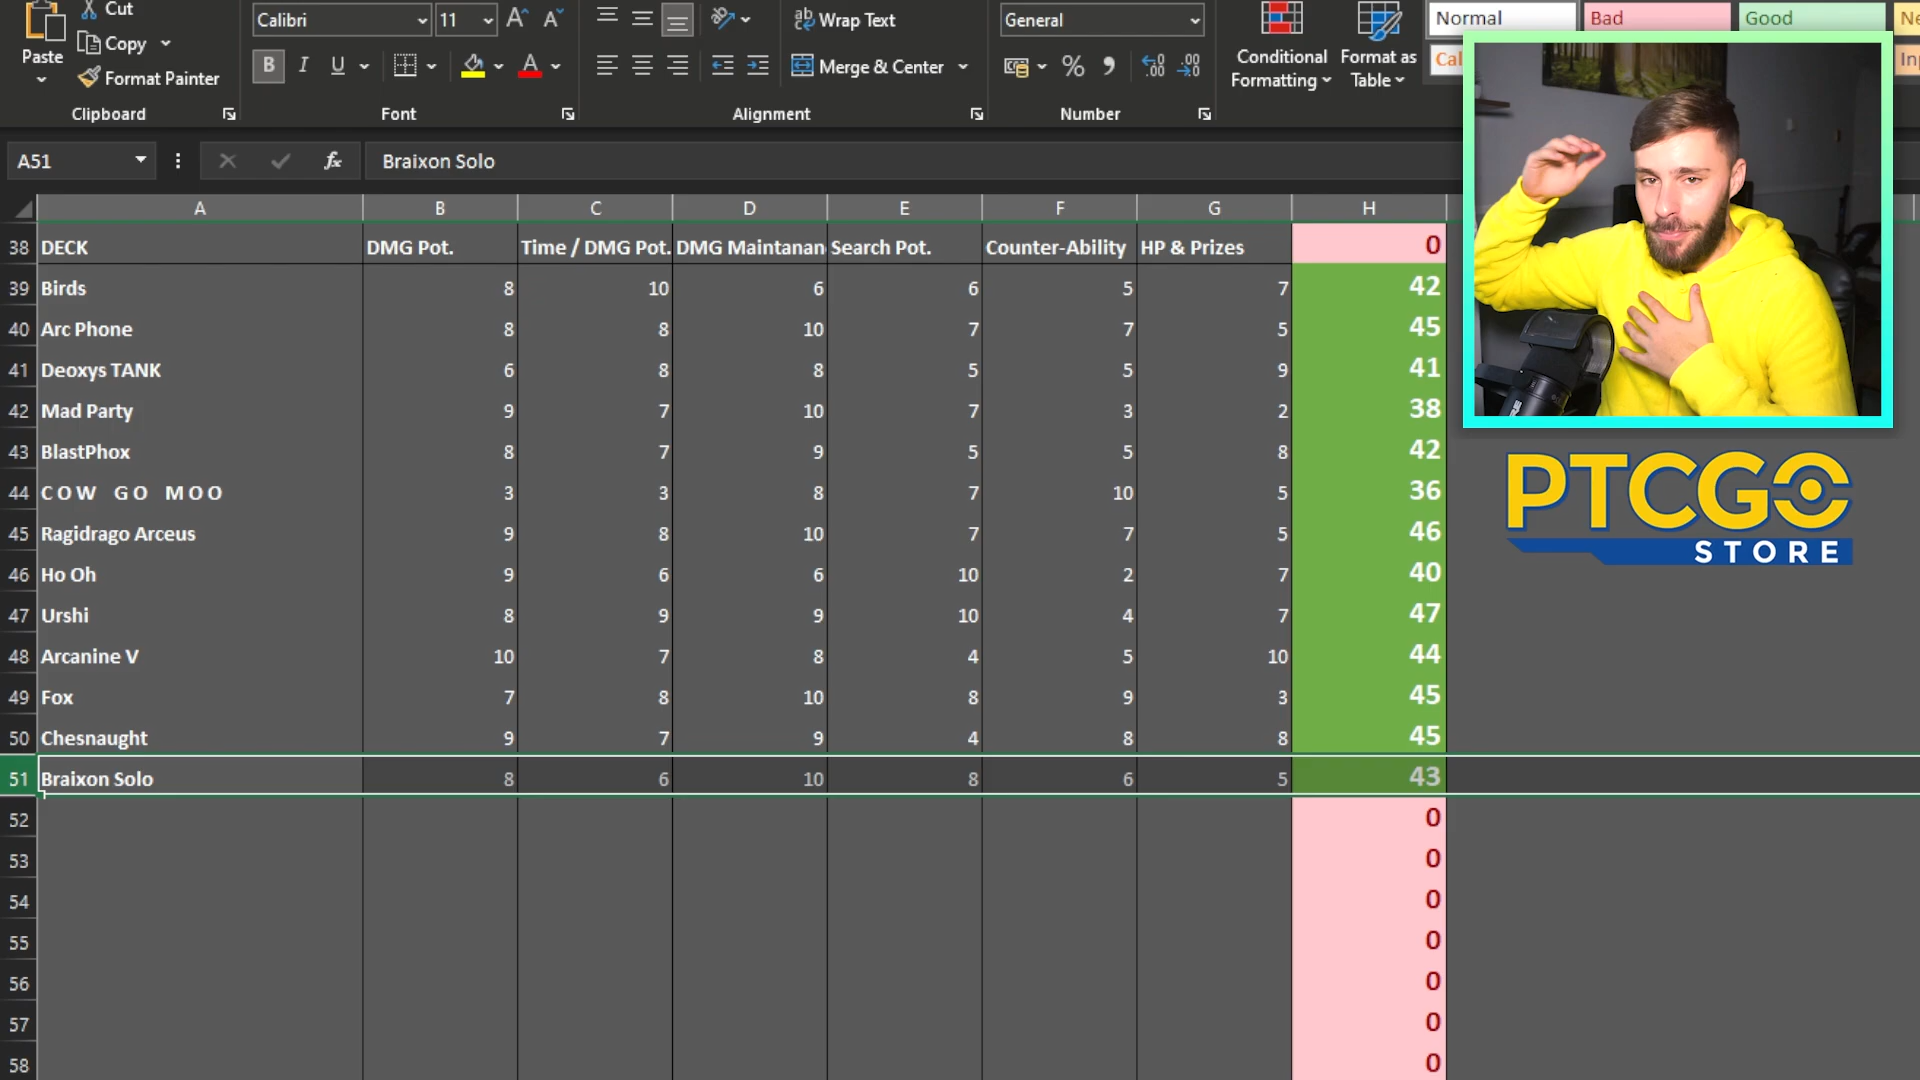 Cut
Copy
Paste
Format Painter
Clipboard
Calibri
11
B I U
Font
Wrap Text
Merge & Center
Alignment
General
%
Number
Conditional
Formatting
Format as
Table
Normal
Bad
Good
Ne
Cal
Inp
A51
fx
Braixon Solo
A B C D E F G H
38 DECK DMG Pot. Time / DMG Pot. DMG Maintanan Search Pot. Counter-Ability HP & Prizes 0
39 Birds 8 10 6 6 5 7 42
40 Arc Phone 8 8 10 7 7 5 45
41 Deoxys TANK 6 8 8 5 5 9 41
42 Mad Party 9 7 10 7 3 2 38
43 BlastPhox 8 7 9 5 5 8 42
44 COW GO MOO 3 3 8 7 10 5 36
45 Ragidrago Arceus 9 8 10 7 7 5 46
46 Ho Oh 9 6 6 10 2 7 40
47 Urshi 8 9 9 10 4 7 47
48 Arcanine V 10 7 8 4 5 10 44
49 Fox 7 8 10 8 9 3 45
50 Chesnaught 9 7 9 4 8 8 45
51 Braixon Solo 8 6 10 8 6 5 43
52 0
53 0
54 0
55 0
56 0
57 0
58 0
PTCGO
STORE